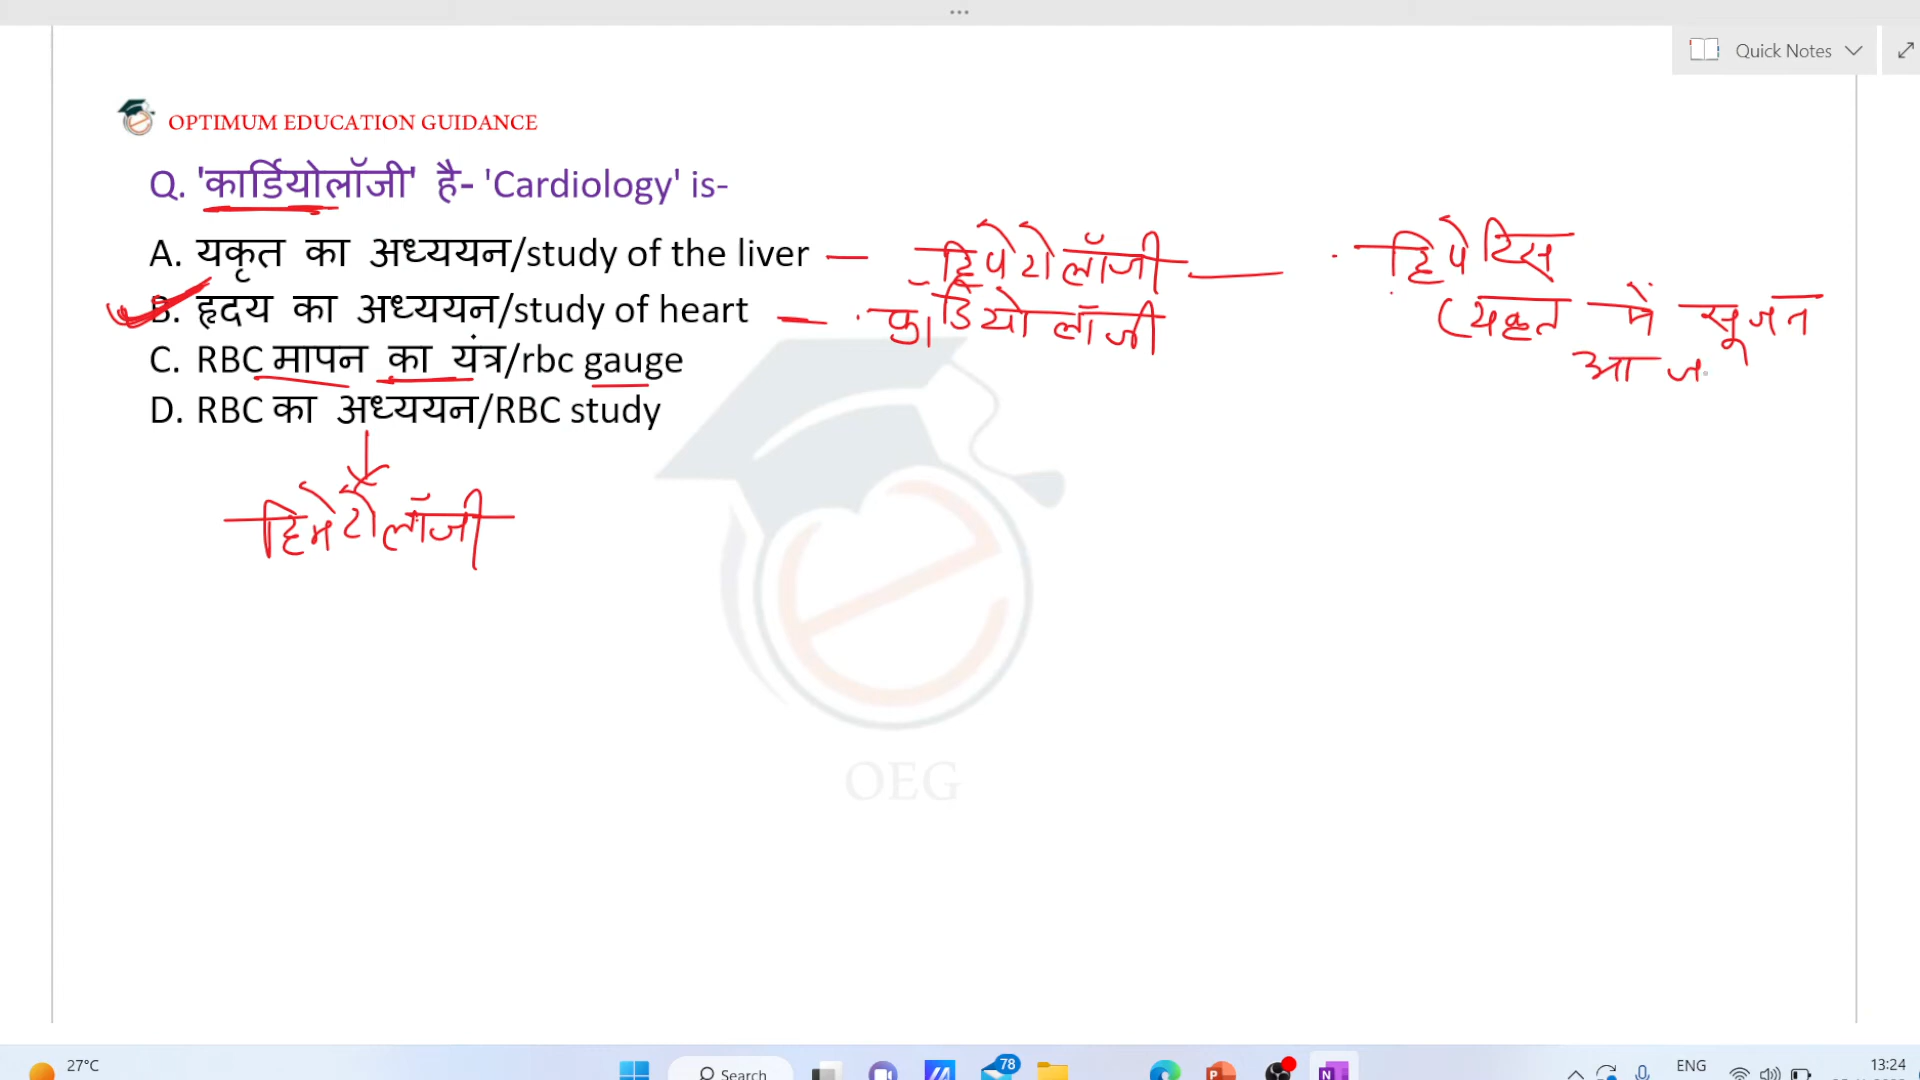 Quick Notes
OPTIMUM EDUCATION GUIDANCE
Q. 'कार्डियोलॉजी' है- 'Cardiology' is-
A. यकृत का अध्ययन/study of the liver — हिपेटोलॉजी — हिपेटिस
B. हृदय का अध्ययन/study of heart — कार्डियोलॉजी (यकृत में सूजन
C. RBC मापन का यंत्र/rbc gauge आ ज
D. RBC का अध्ययन/RBC study
हिमेटोलॉजी
OEG
27°C
78
Search
ENG
13:24